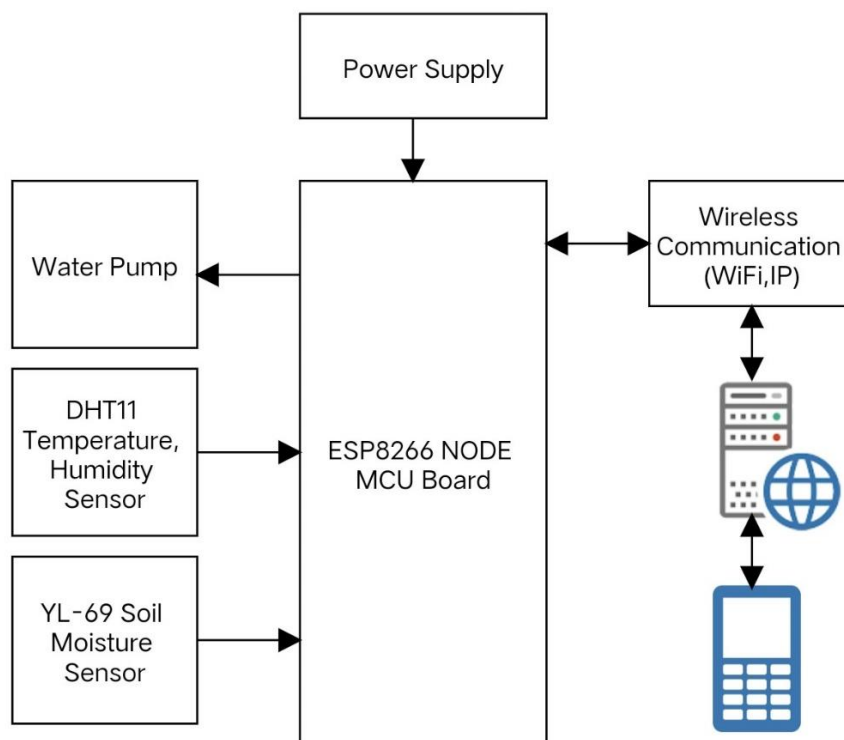 Power Supply
Water Pump
Wireless
Communication
(WiFi,IP)
DHT11
Temperature,
Humidity
Sensor
ESP8266 NODE
MCU Board
YL-69 Soil
Moisture
Sensor